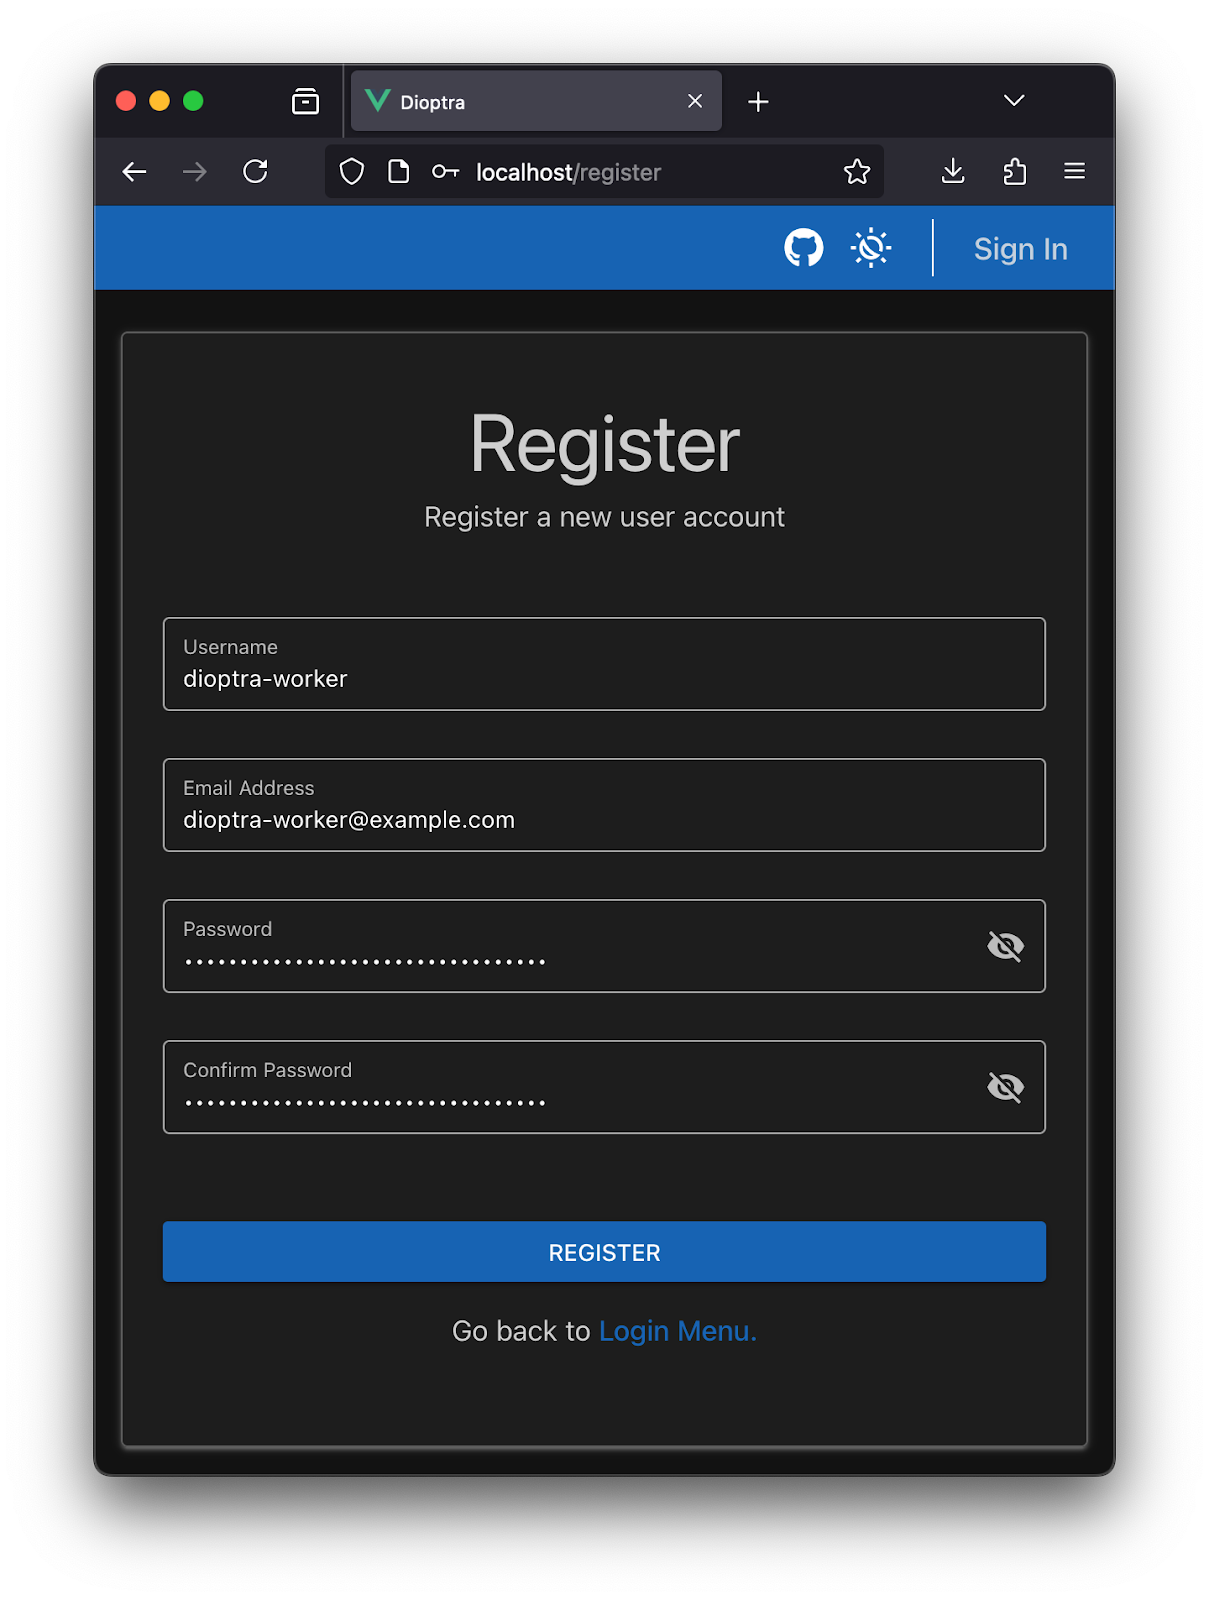 Dioptra
localhost/register
Sign In
Register
Register a new user account
Username
dioptra-worker
Email Address
dioptra-worker@example.com
Password
•••••••••••••••••••••••••••••••••
Confirm Password
•••••••••••••••••••••••••••••••••
REGISTER
Go back to Login Menu.